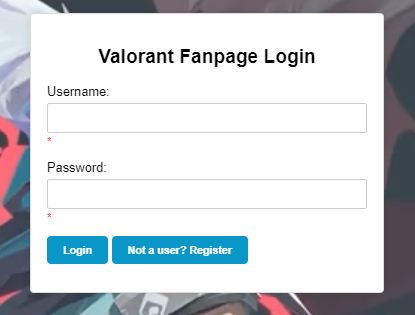 Valorant Fanpage Login
Username:
*
Password:
*
Login
Not a user? Register